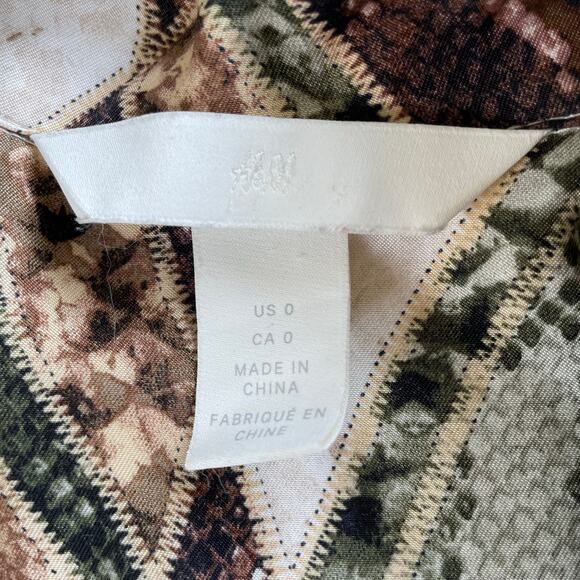 H&M
US 0
CA 0
MADE IN
CHINA
FABRIQUÉ EN
CHINE